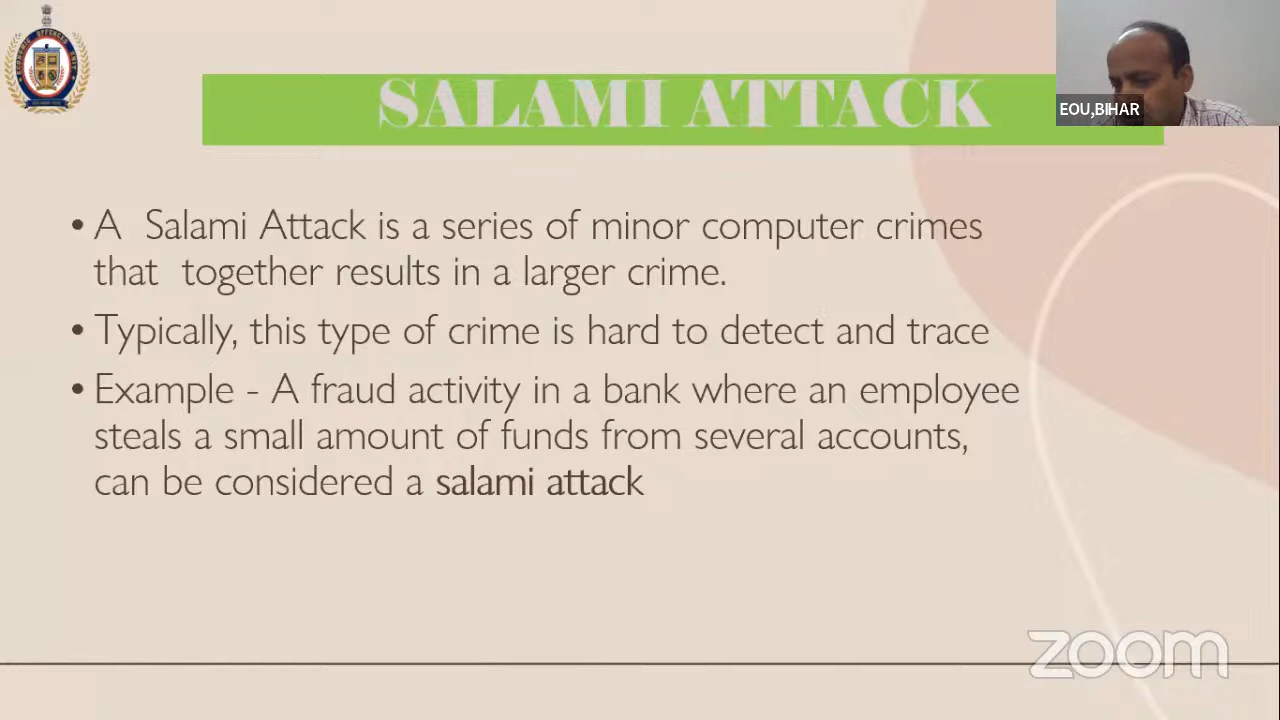 SALAMI ATTACK
EOU,BIHAR
• A Salami Attack is a series of minor computer crimes
that together results in a larger crime.
• Typically, this type of crime is hard to detect and trace
• Example - A fraud activity in a bank where an employee
steals a small amount of funds from several accounts,
can be considered a salami attack
zoom